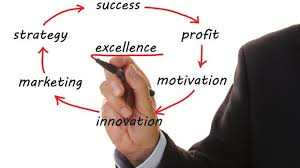 success
strategy
profit
excellence
marketing
motivation
innovation